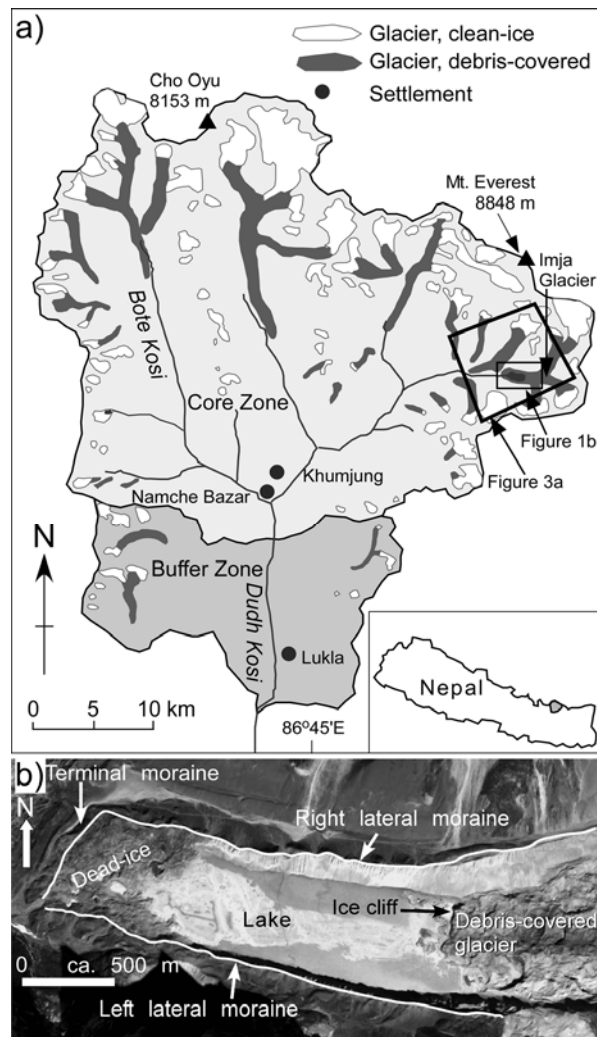 a)
Glacier, clean-ice
Glacier, debris-covered
Settlement
Cho Oyu
8153 m
Mt. Everest
8848 m
Imja
Glacier
Bote Kosi
Core Zone
Figure 1b
Figure 3a
Khumjung
Namche Bazar
N
Buffer Zone
Dudh Kosi
Lukla
Nepal
0 5 10 km
86º45'E
b)
Terminal moraine
N
Right lateral moraine
Dead-ice
Ice cliff
Lake
Debris-covered
glacier
0 ca. 500 m
Left lateral moraine